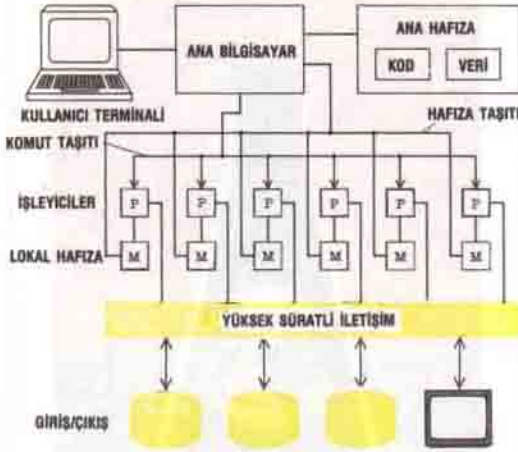 ANA BİLGİSAYAR
ANA HAFIZA
KOD
VERİ
KULLANICI TERMİNALİ
HAFIZA TAŞITI
KOMUT TAŞITI
İŞLEYİCİLER
P P P P P P
LOKAL HAFIZA
M M M M M M
YÜKSEK SÜRATLİ İLETİŞİM
GİRİŞ/ÇIKIŞ